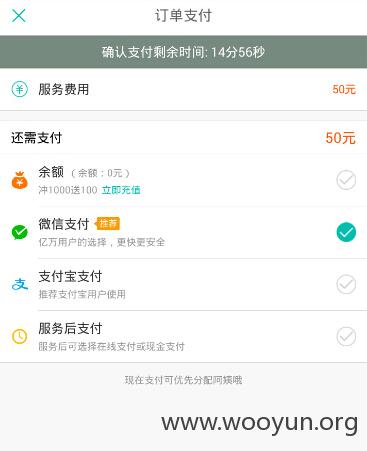 订单支付
确认支付剩余时间: 14分56秒
服务费用 50元
还需支付 50元
余额 (余额：0元)
冲1000送100 立即充值
微信支付 推荐
亿万用户的选择，更快更安全
支付宝支付
推荐支付宝用户使用
服务后支付
服务后可选择在线支付或现金支付
现在支付可优先分配阿姨哦
www.wooyun.org